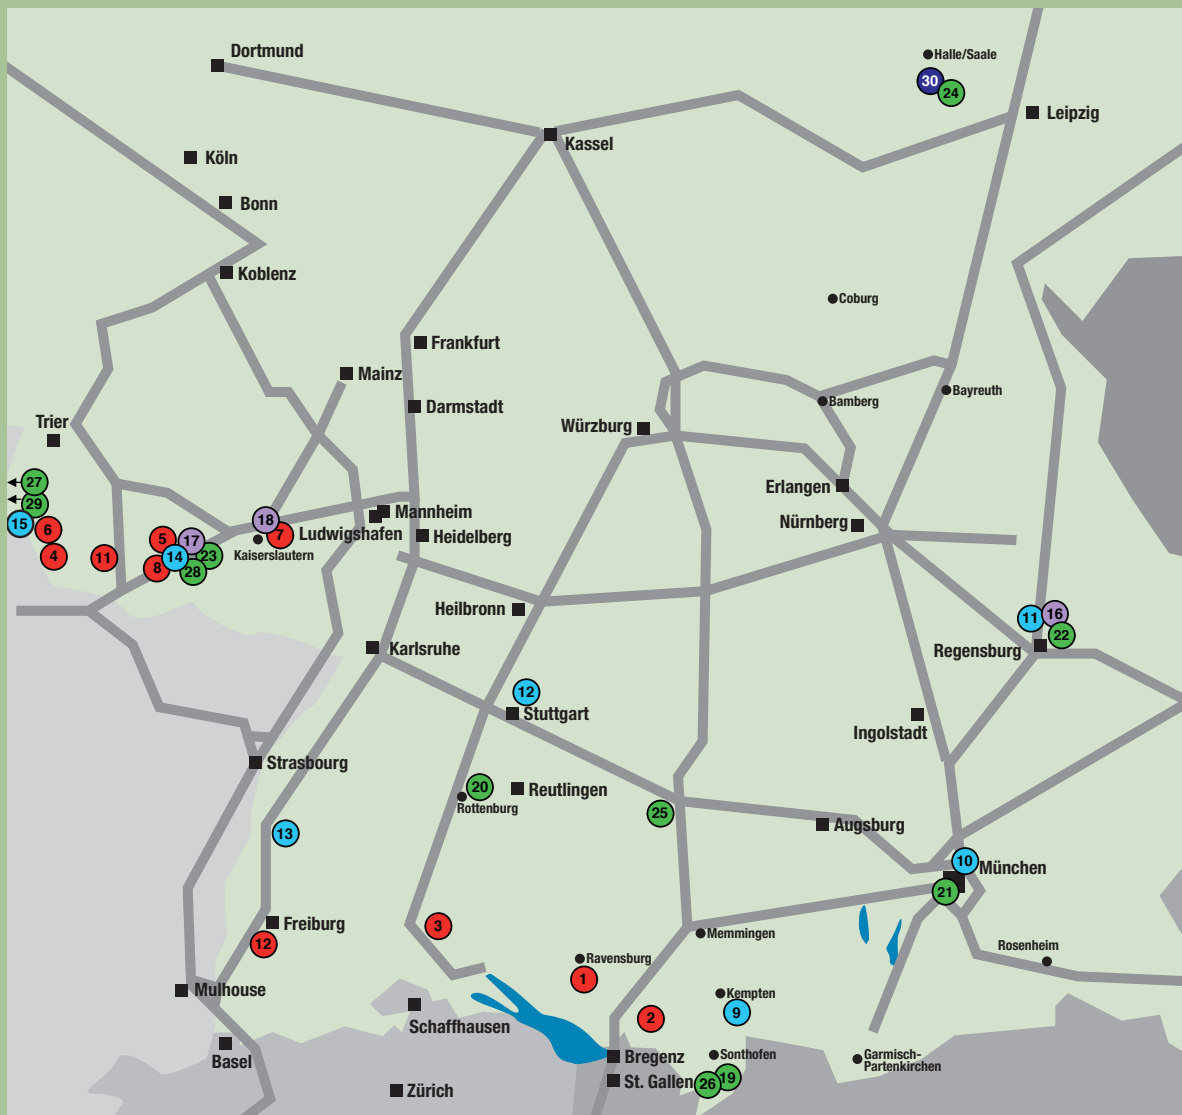 Dortmund
Halle/Saale
30
24
Leipzig
Kassel
Köln
Bonn
Koblenz
Coburg
Frankfurt
Mainz
Bayreuth
Bamberg
Darmstadt
Trier
Würzburg
27
Erlangen
29
Mannheim
15
18
Nürnberg
6
7
Ludwigshafen
Heidelberg
5
17
Kaiserslautern
4
11
14
23
8
28
Heilbronn
11
16
22
Karlsruhe
Regensburg
12
Stuttgart
Ingolstadt
Strasbourg
20
Reutlingen
Rottenburg
25
13
Augsburg
10
München
21
Freiburg
3
12
Memmingen
Rosenheim
Ravensburg
1
Mulhouse
Kempten
9
2
Schaffhausen
Basel
Bregenz
Sonthofen
Garmisch-
Partenkirchen
St. Gallen
26
19
Zürich